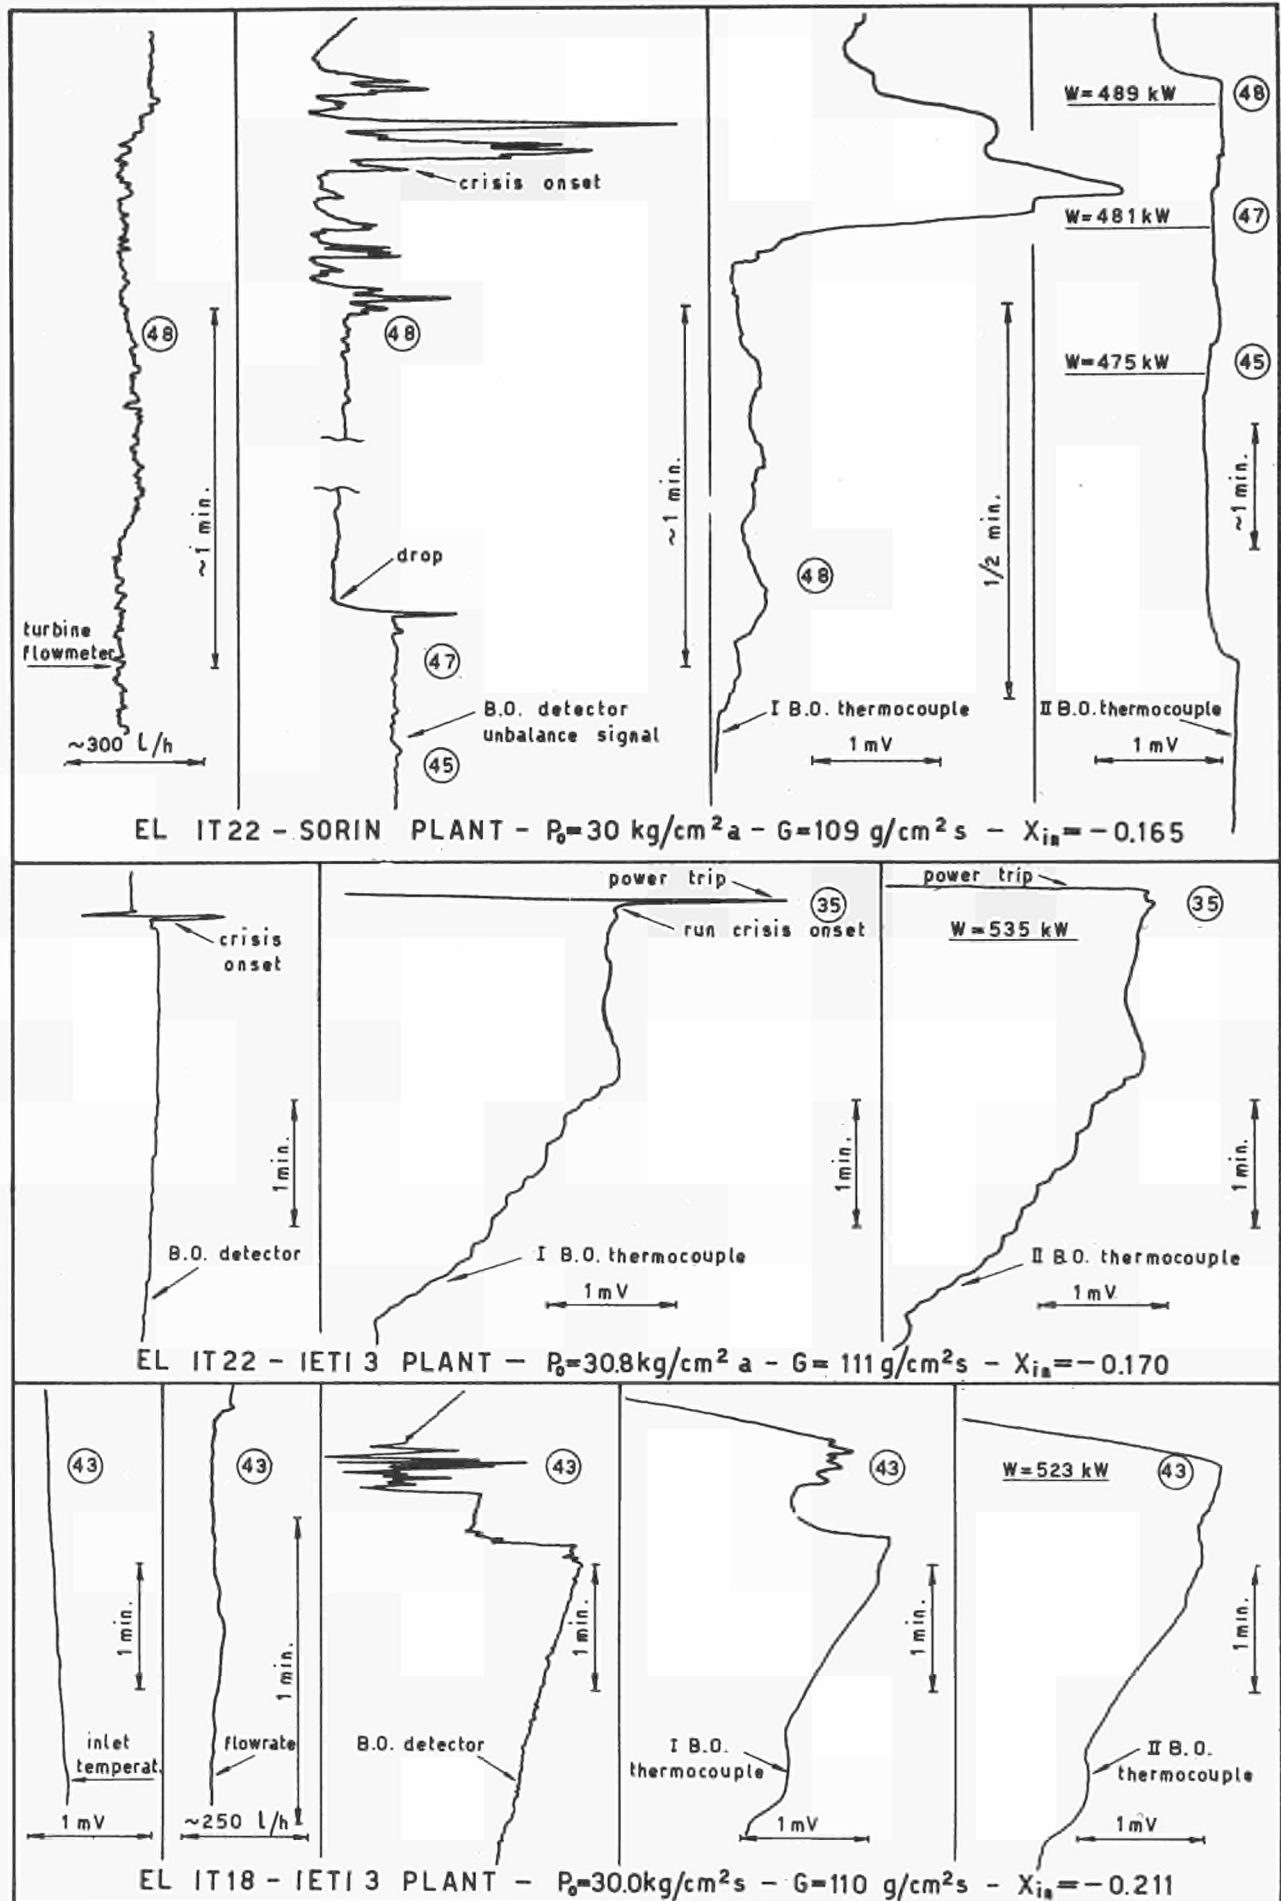 W=489 kW
48
crisis onset
W=481 kW
47
48
48
W=475 kW
45
~1 min.
~1 min.
1/2 min.
~1 min.
drop
48
turbine
flowmeter
47
B.O. detector
unbalance signal
I B.O. thermocouple
II B.O. thermocouple
~300 l/h
45
1 mV
1 mV
EL IT22 - SORIN PLANT - P₀=30 kg/cm² a - G=109 g/cm² s - Xᵢₙ=-0.165
power trip
35
crisis
onset
run crisis onset
power trip
35
W=535 kW
1 min.
1 min.
1 min.
B.O. detector
I B.O. thermocouple
II B.O. thermocouple
1 mV
1 mV
EL IT22 - IETI 3 PLANT - P₀=30.8kg/cm² a - G= 111 g/cm²s - Xᵢₙ=-0.170
43
43
43
43
W=523 kW
43
1 min.
1 min.
1 min.
1 min.
1 min.
inlet
temperat.
flowrate
B.O. detector
I B.O.
thermocouple
II B.O.
thermocouple
1 mV
~250 l/h
1 mV
1 mV
EL IT18 - IETI 3 PLANT - P₀=30.0kg/cm²s - G=110 g/cm²s - Xᵢₙ=-0.211